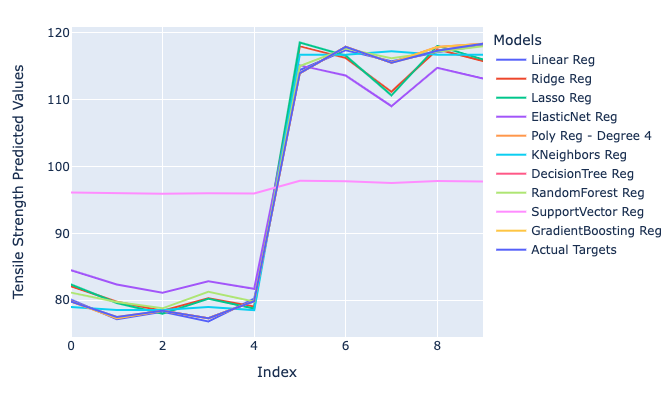 120
110
100
90
80
0
2
4
6
8
Tensile Strength Predicted Values
Index
Models
Linear Reg
Ridge Reg
Lasso Reg
ElasticNet Reg
Poly Reg - Degree 4
KNeighbors Reg
DecisionTree Reg
RandomForest Reg
SupportVector Reg
GradientBoosting Reg
Actual Targets